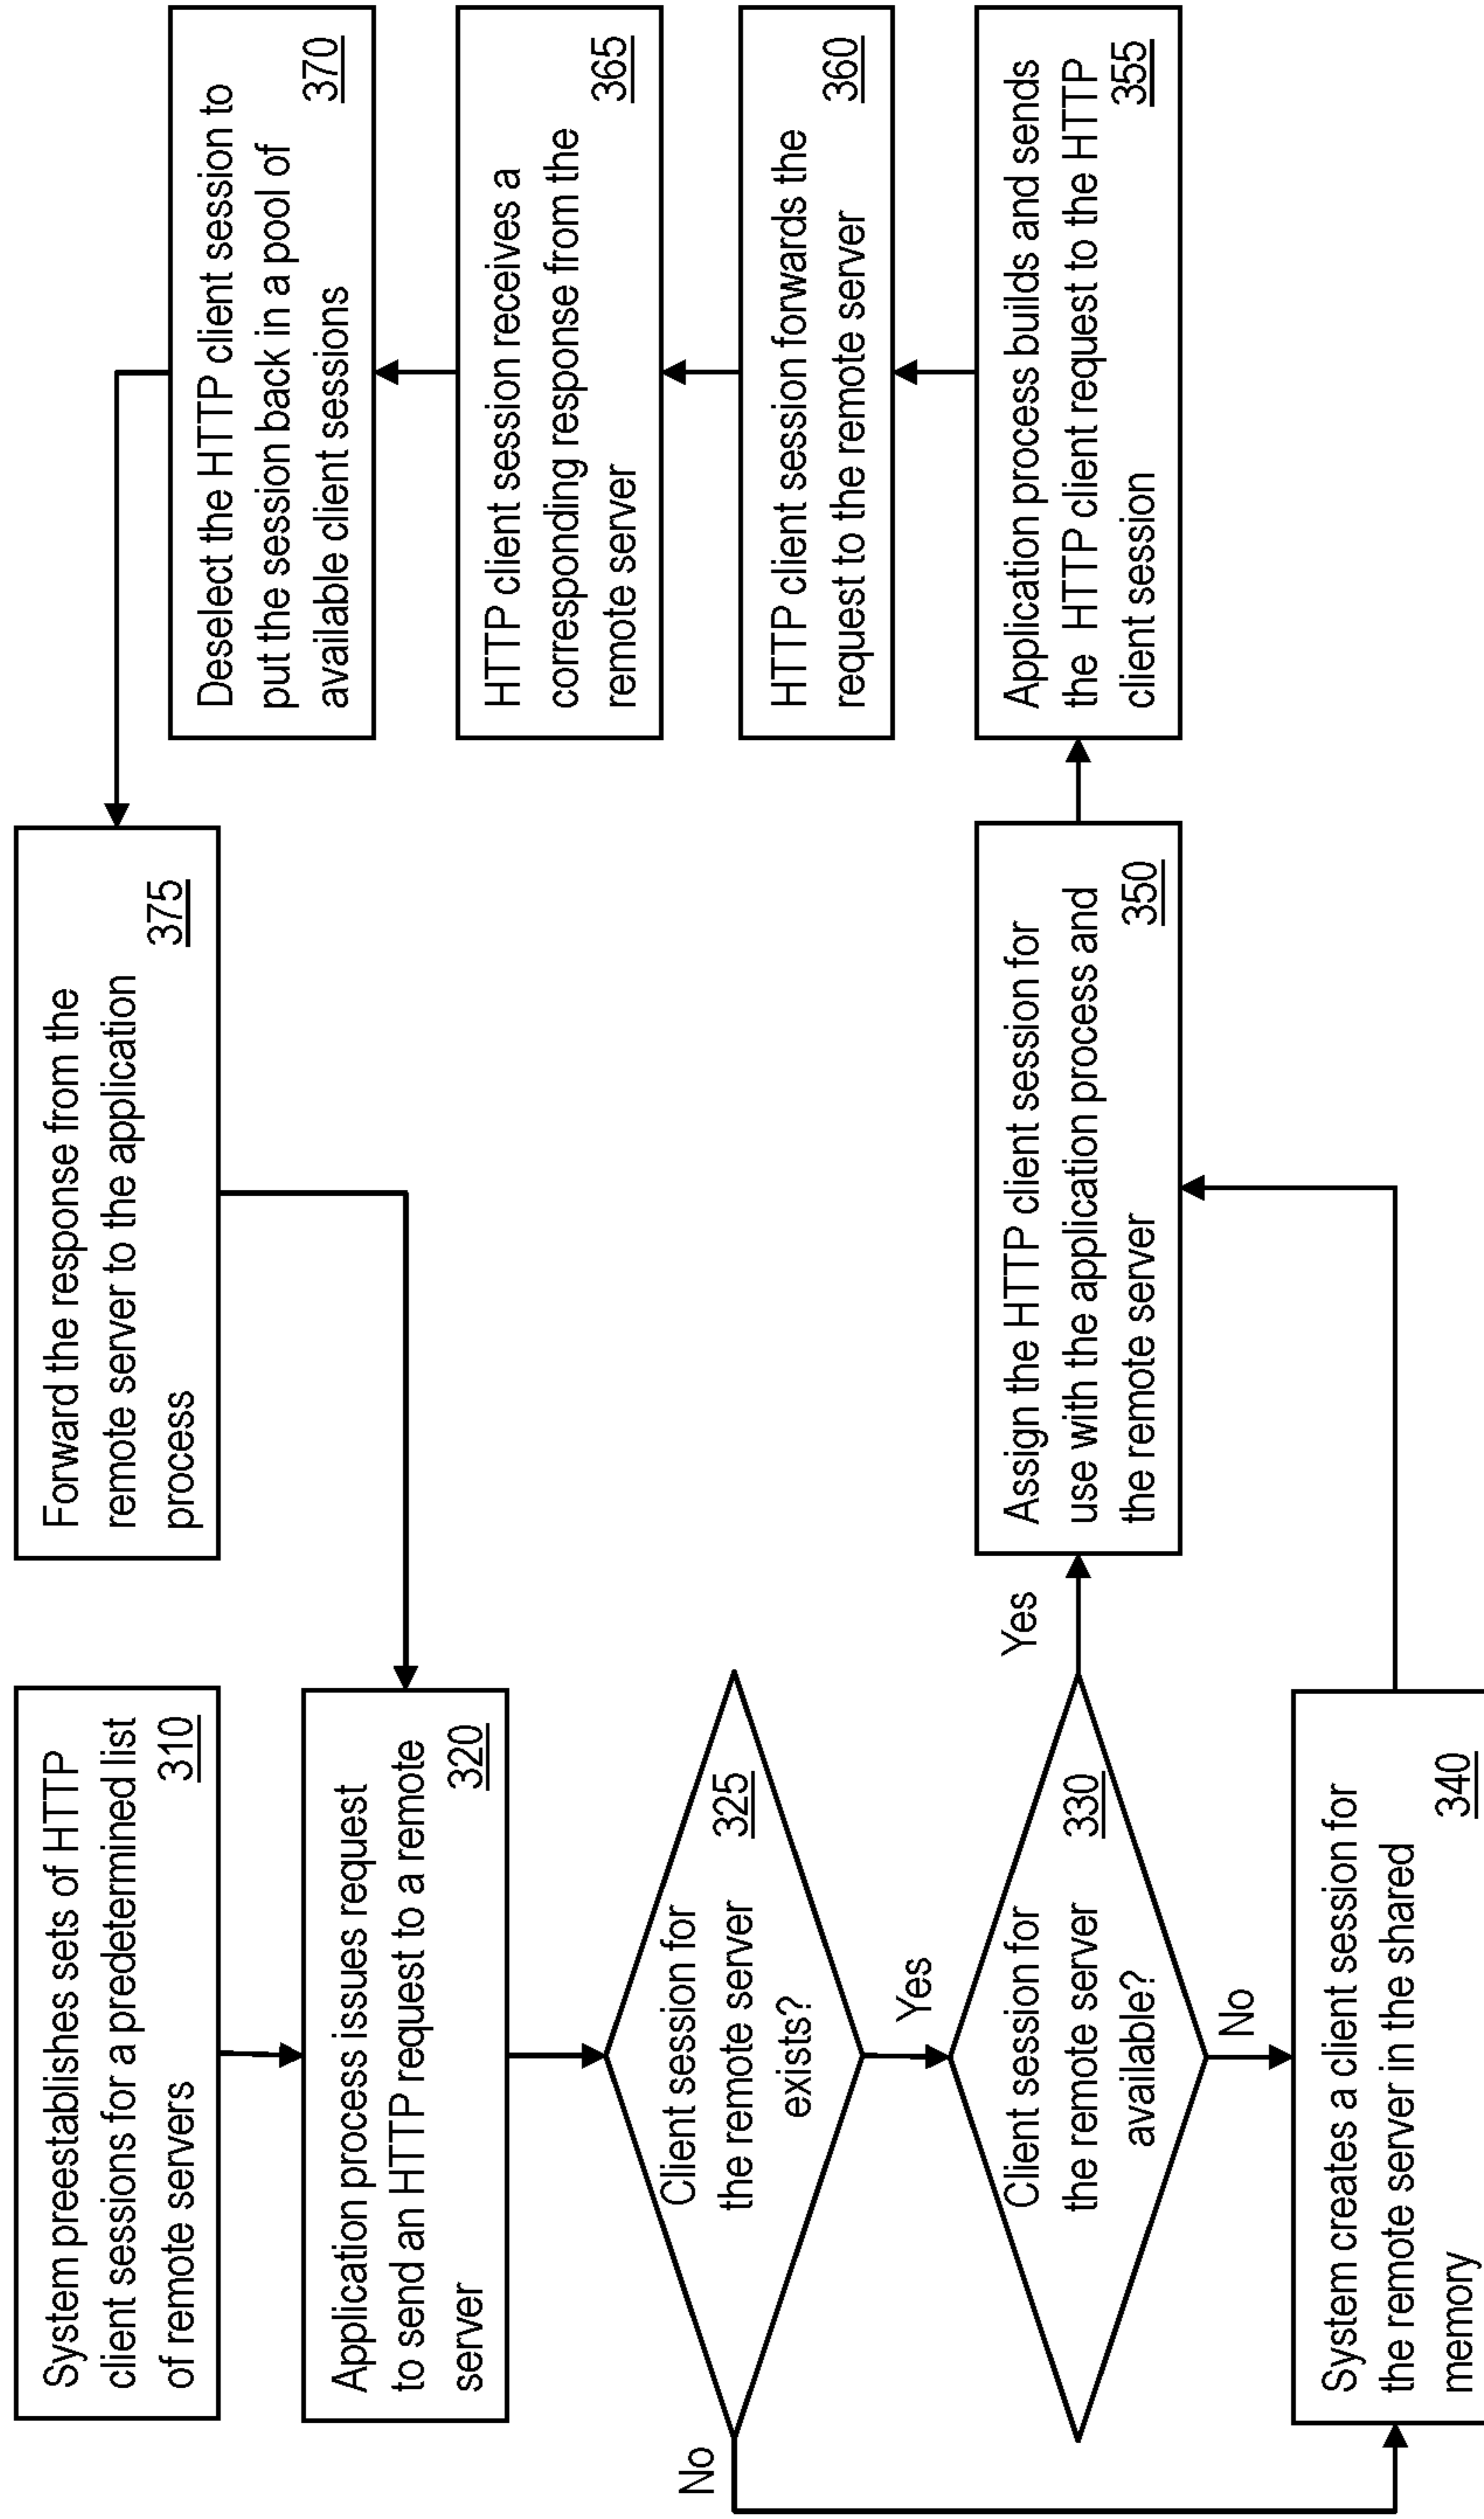 System preestablishes sets of HTTP
client sessions for a predetermined list
of remote servers
310
Application process issues request
to send an HTTP request to a remote
server
320
Client session for
the remote server
exists?
325
No
Yes
Client session for
the remote server
available?
330
Yes
No
System creates a client session for
the remote server in the shared
memory
340
Assign the HTTP client session for
use with the application process and
the remote server
350
Application process builds and sends
the HTTP client request to the HTTP
client session
355
HTTP client session forwards the
request to the remote server
360
HTTP client session receives a
corresponding response from the
remote server
365
Deselect the HTTP client session to
put the session back in a pool of
available client sessions
370
Forward the response from the
remote server to the application
process
375